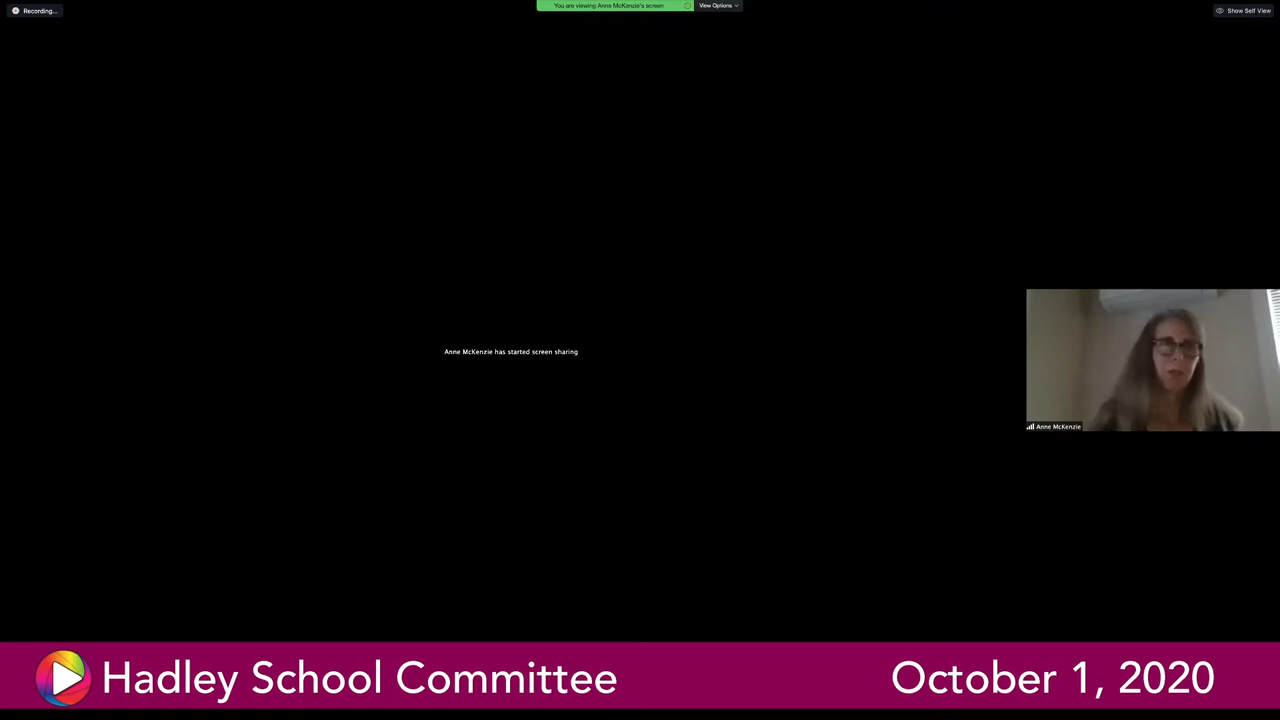 Recording...
You are viewing Anne McKenzie's screen
View Options
Show Self View
Anne McKenzie has started screen sharing
Anne McKenzie
Hadley School Committee
October 1, 2020